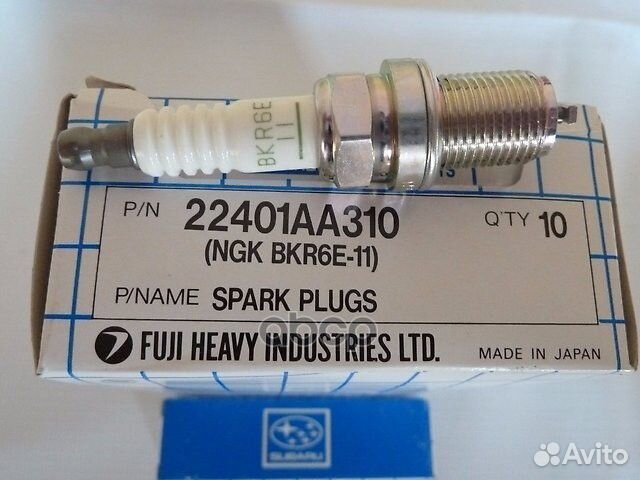 BKR6E
11
TS
P/N 22401AA310 Q'TY 10
(NGK BKR6E-11)
P/NAME SPARK PLUGS
FUJI HEAVY INDUSTRIES LTD. MADE IN JAPAN
SUBARU
Avito